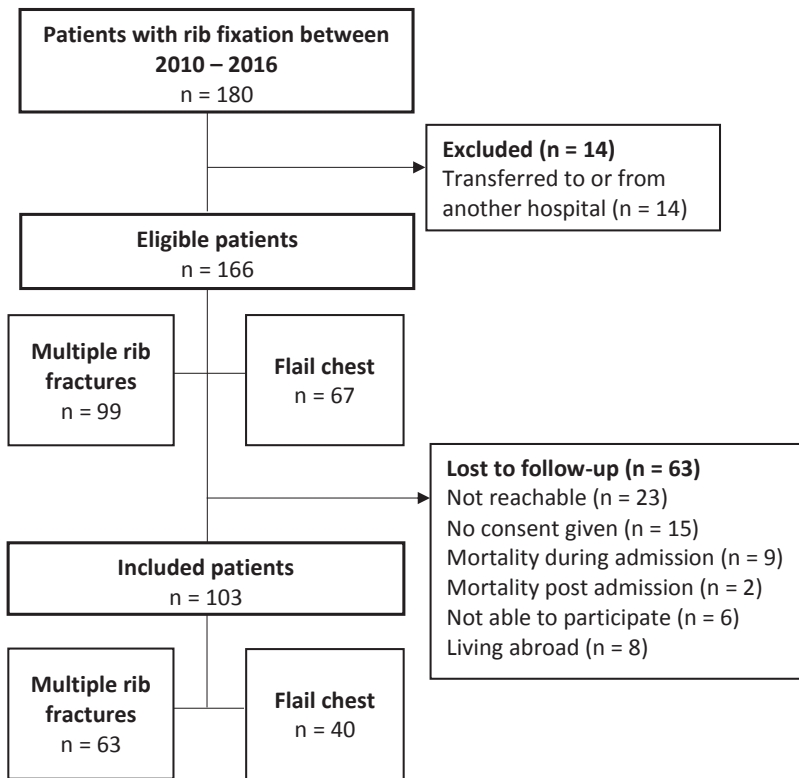 Patients with rib fixation between
2010 – 2016
n = 180
Excluded (n = 14)
Transferred to or from
another hospital (n = 14)
Eligible patients
n = 166
Multiple rib
fractures
n = 99
Flail chest
n = 67
Lost to follow-up (n = 63)
Not reachable (n = 23)
No consent given (n = 15)
Mortality during admission (n = 9)
Mortality post admission (n = 2)
Not able to participate (n = 6)
Living abroad (n = 8)
Included patients
n = 103
Multiple rib
fractures
n = 63
Flail chest
n = 40